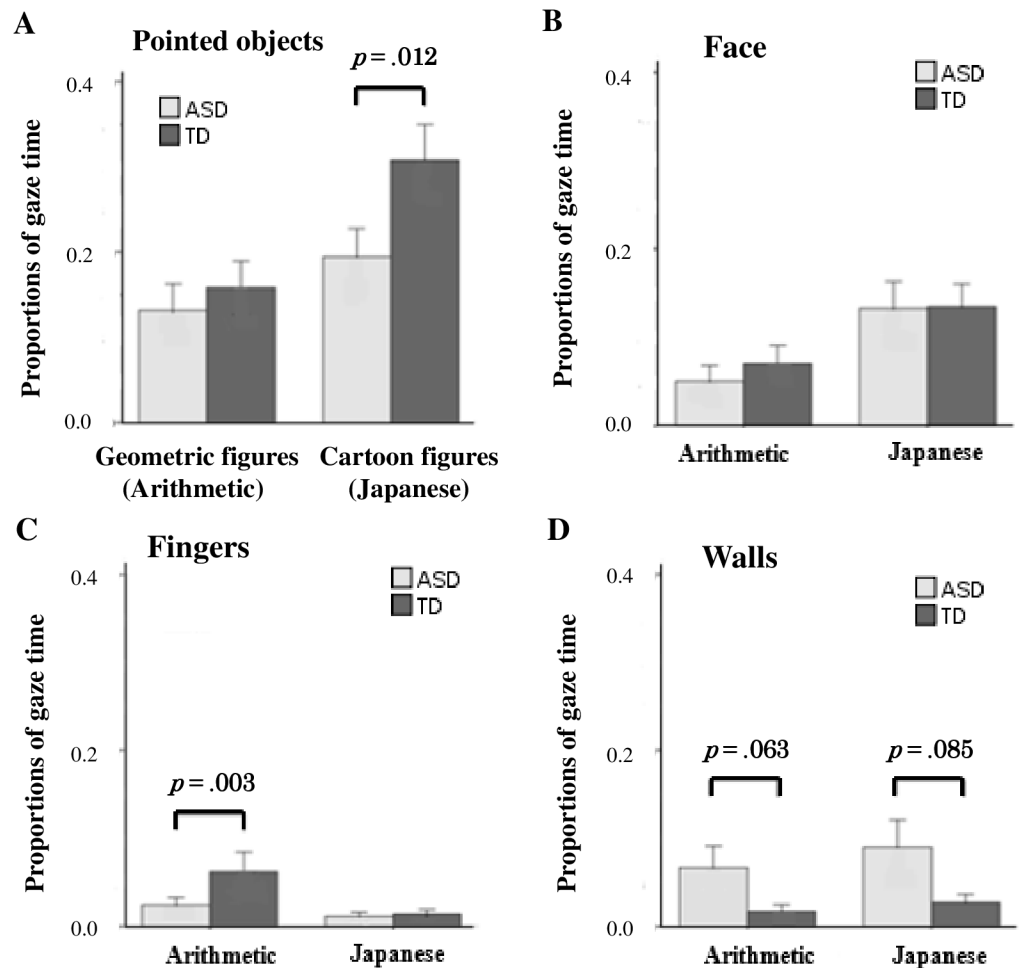 A
Pointed objects
p = .012
ASD
TD
Proportions of gaze time
0.4
0.2
0.0
Geometric figures
(Arithmetic)
Cartoon figures
(Japanese)
B
Face
ASD
TD
Proportions of gaze time
0.4
0.2
0.0
Arithmetic
Japanese
C
Fingers
ASD
TD
Proportions of gaze time
0.4
0.2
0.0
p = .003
Arithmetic
Japanese
D
Walls
ASD
TD
Proportions of gaze time
0.4
0.2
0.0
p = .063
p = .085
Arithmetic
Japanese